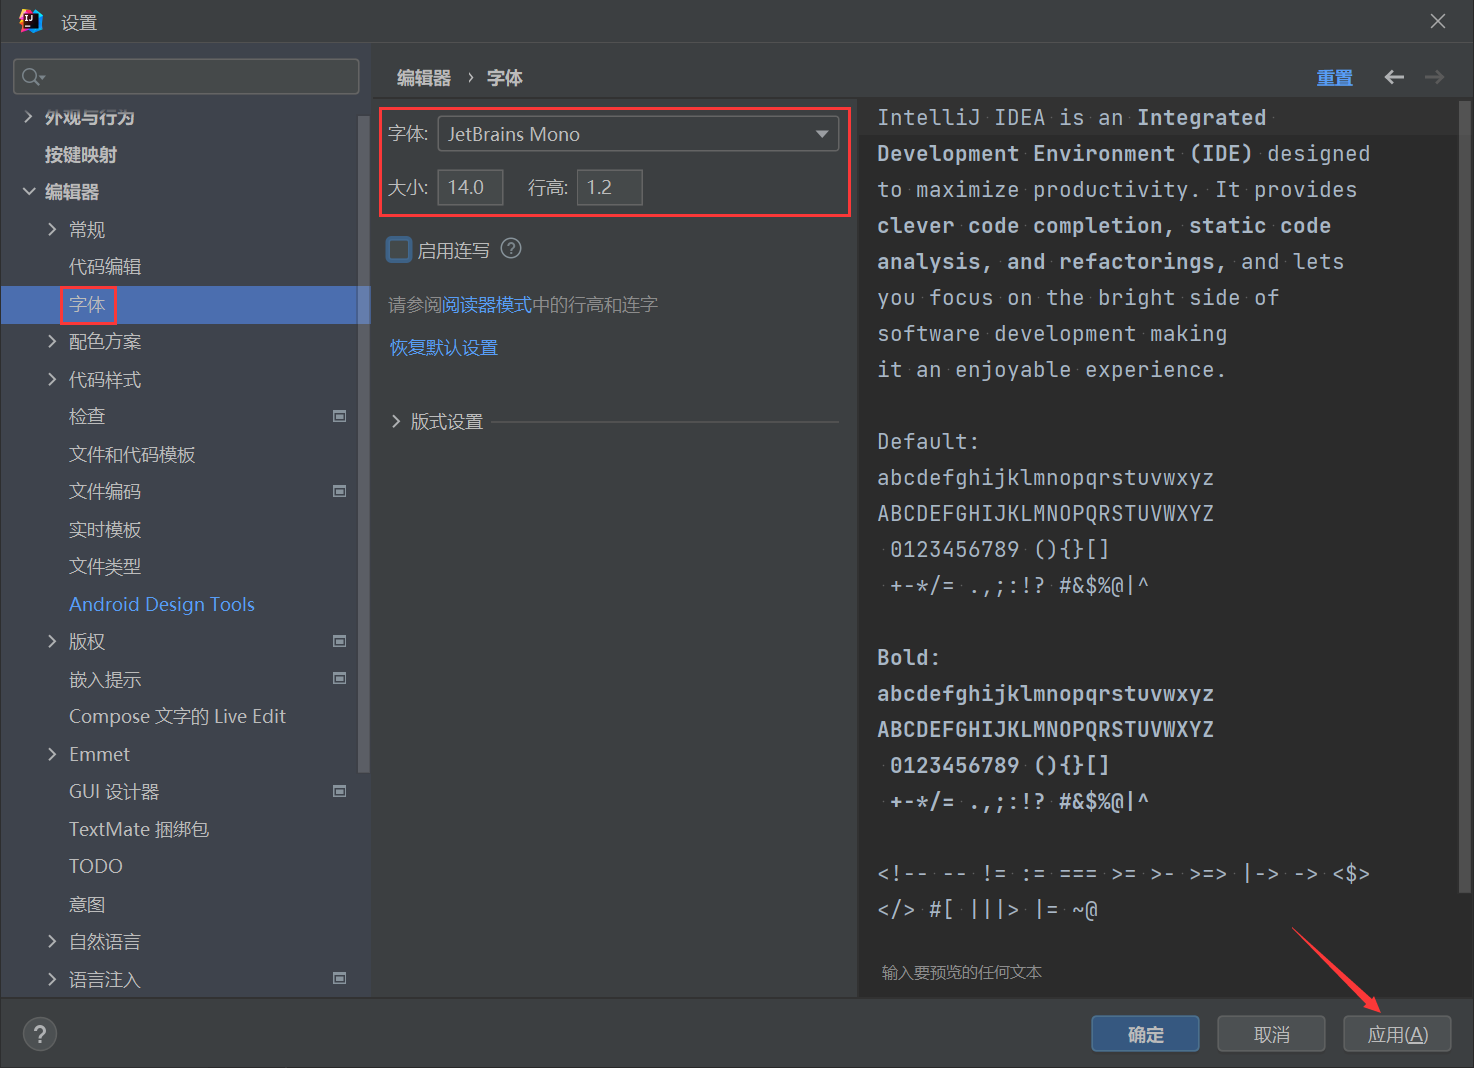 设置
外观与行为
按键映射
编辑器
常规
代码编辑
字体
配色方案
代码样式
检查
文件和代码模板
文件编码
实时模板
文件类型
Android Design Tools
版权
嵌入提示
Compose 文字的 Live Edit
Emmet
GUI 设计器
TextMate 捆绑包
TODO
意图
自然语言
语言注入
编辑器 › 字体
重置
字体: JetBrains Mono
大小: 14.0 行高: 1.2
启用连写 ?
请参阅阅读器模式中的行高和连字
恢复默认设置
版式设置
IntelliJ IDEA is an Integrated
Development Environment (IDE) designed
to maximize productivity. It provides
clever code completion, static code
analysis, and refactorings, and lets
you focus on the bright side of
software development making
it an enjoyable experience.
Default:
abcdefghijklmnopqrstuvwxyz
ABCDEFGHIJKLMNOPQRSTUVWXYZ
0123456789 (){}[]
+-*/= .,;:!? #&$%@|^
Bold:
abcdefghijklmnopqrstuvwxyz
ABCDEFGHIJKLMNOPQRSTUVWXYZ
0123456789 (){}[]
+-*/= .,;:!? #&$%@|^
<!-- -- != := === >= >- >=> |-> -> <$>
</> #[ |||> |= ~@
输入要预览的任何文本
? 确定 取消 应用(A)